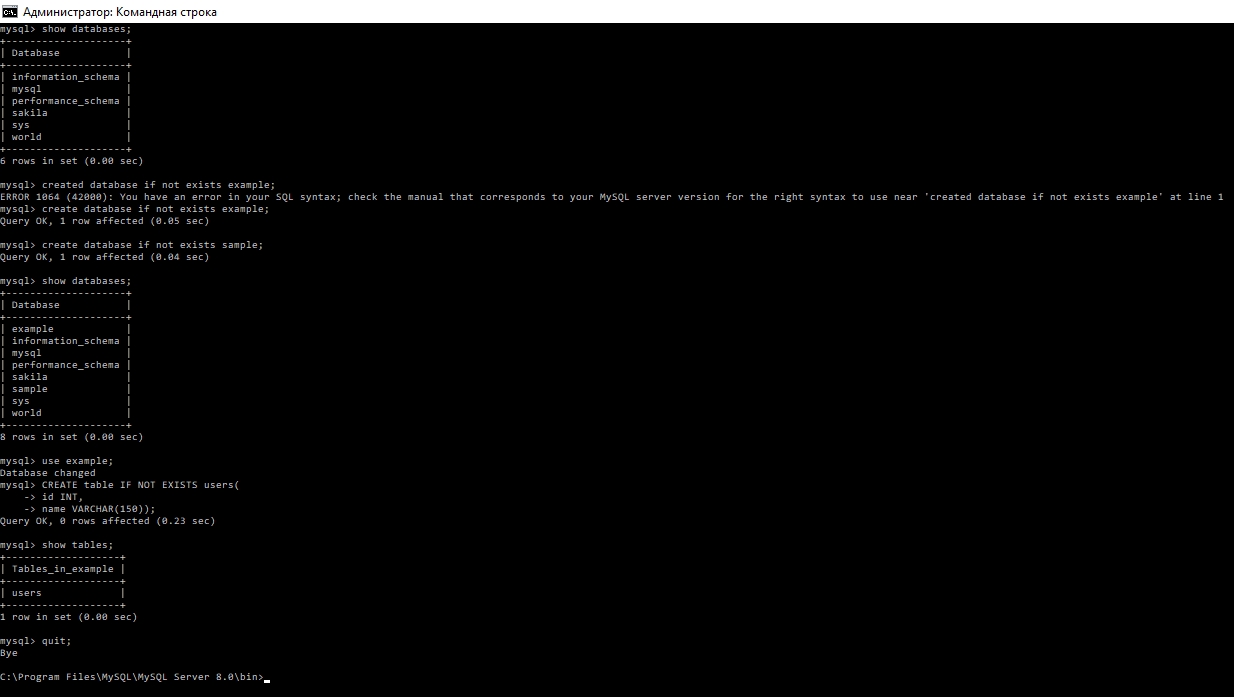 Администратор: Командная строка
mysql> show databases;
+--------------------+
| Database           |
+--------------------+
| information_schema |
| mysql              |
| performance_schema |
| sakila             |
| sys                |
| world              |
+--------------------+
6 rows in set (0.00 sec)
mysql> created database if not exists example;
ERROR 1064 (42000): You have an error in your SQL syntax; check the manual that corresponds to your MySQL server version for the right syntax to use near 'created database if not exists example' at line 1
mysql> create database if not exists example;
Query OK, 1 row affected (0.05 sec)
mysql> create database if not exists sample;
Query OK, 1 row affected (0.04 sec)
mysql> show databases;
+--------------------+
| Database           |
+--------------------+
| example            |
| information_schema |
| mysql              |
| performance_schema |
| sakila             |
| sample             |
| sys                |
| world              |
+--------------------+
8 rows in set (0.00 sec)
mysql> use example;
Database changed
mysql> CREATE table IF NOT EXISTS users(
    -> id INT,
    -> name VARCHAR(150));
Query OK, 0 rows affected (0.23 sec)
mysql> show tables;
+-------------------+
| Tables_in_example |
+-------------------+
| users             |
+-------------------+
1 row in set (0.00 sec)
mysql> quit;
Bye
C:\Program Files\MySQL\MySQL Server 8.0\bin>